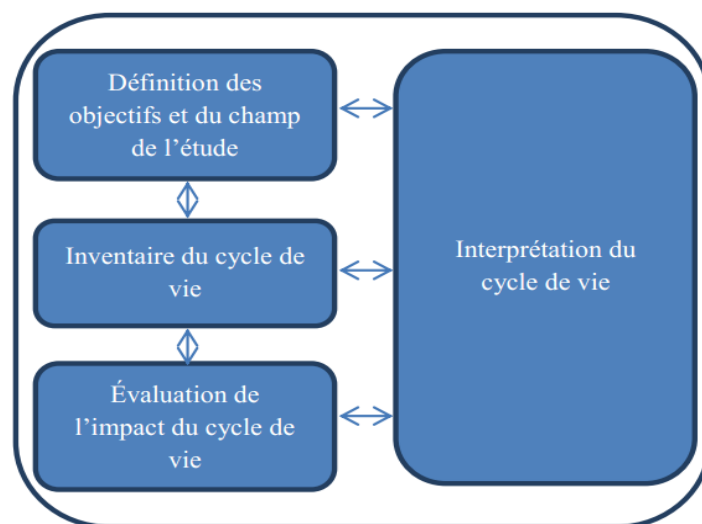 Définition des
objectifs et du champ
de l'étude
Inventaire du cycle de
vie
Évaluation de
l'impact du cycle de
vie
Interprétation du
cycle de vie